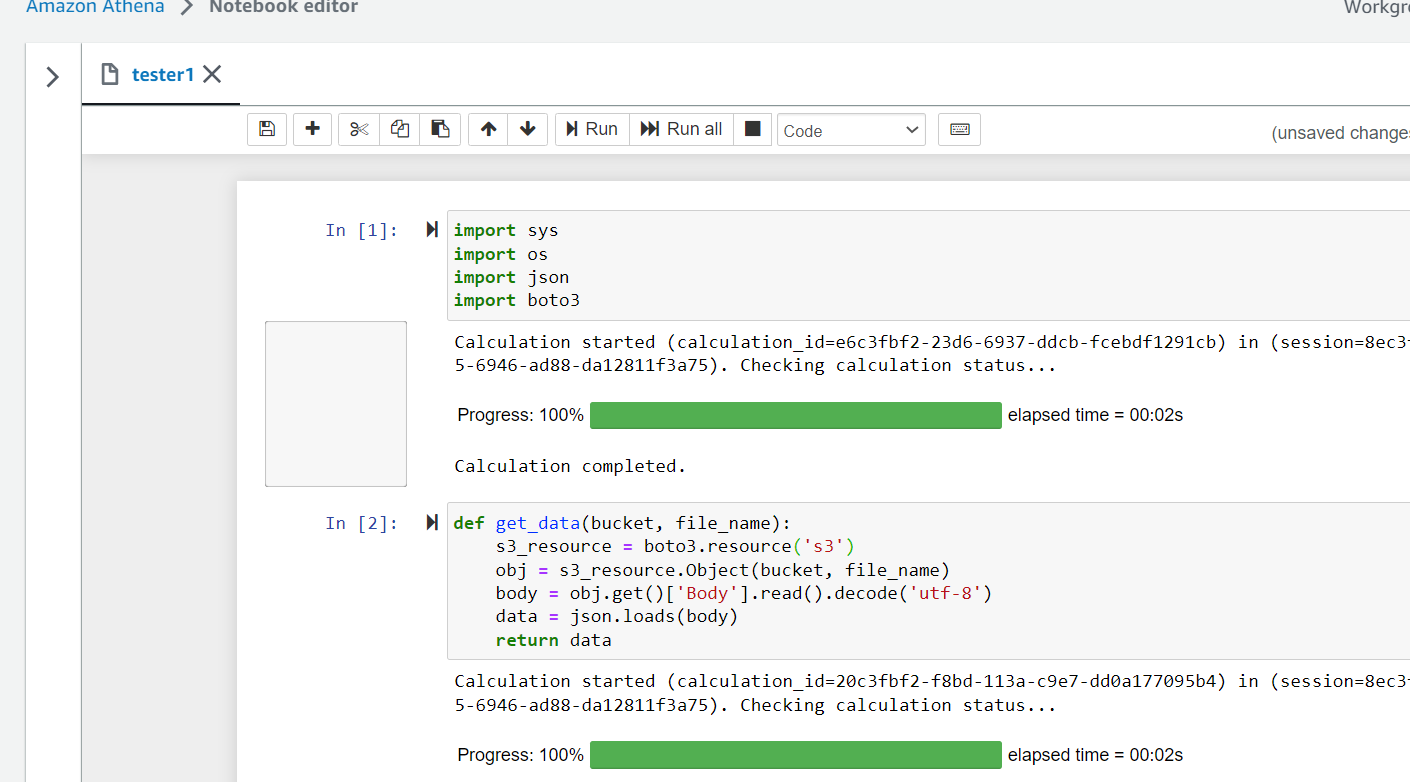 Amazon Athena > Notebook editor
Workgr
tester1
Run
Run all
Code
(unsaved change
In [1]:
import sys
import os
import json
import boto3
Calculation started (calculation_id=e6c3fbf2-23d6-6937-ddcb-fcebdf1291cb) in (session=8ec3
5-6946-ad88-da12811f3a75). Checking calculation status...
Progress: 100% elapsed time = 00:02s
Calculation completed.
In [2]:
def get_data(bucket, file_name):
    s3_resource = boto3.resource('s3')
    obj = s3_resource.Object(bucket, file_name)
    body = obj.get()['Body'].read().decode('utf-8')
    data = json.loads(body)
    return data
Calculation started (calculation_id=20c3fbf2-f8bd-113a-c9e7-dd0a177095b4) in (session=8ec3
5-6946-ad88-da12811f3a75). Checking calculation status...
Progress: 100% elapsed time = 00:02s